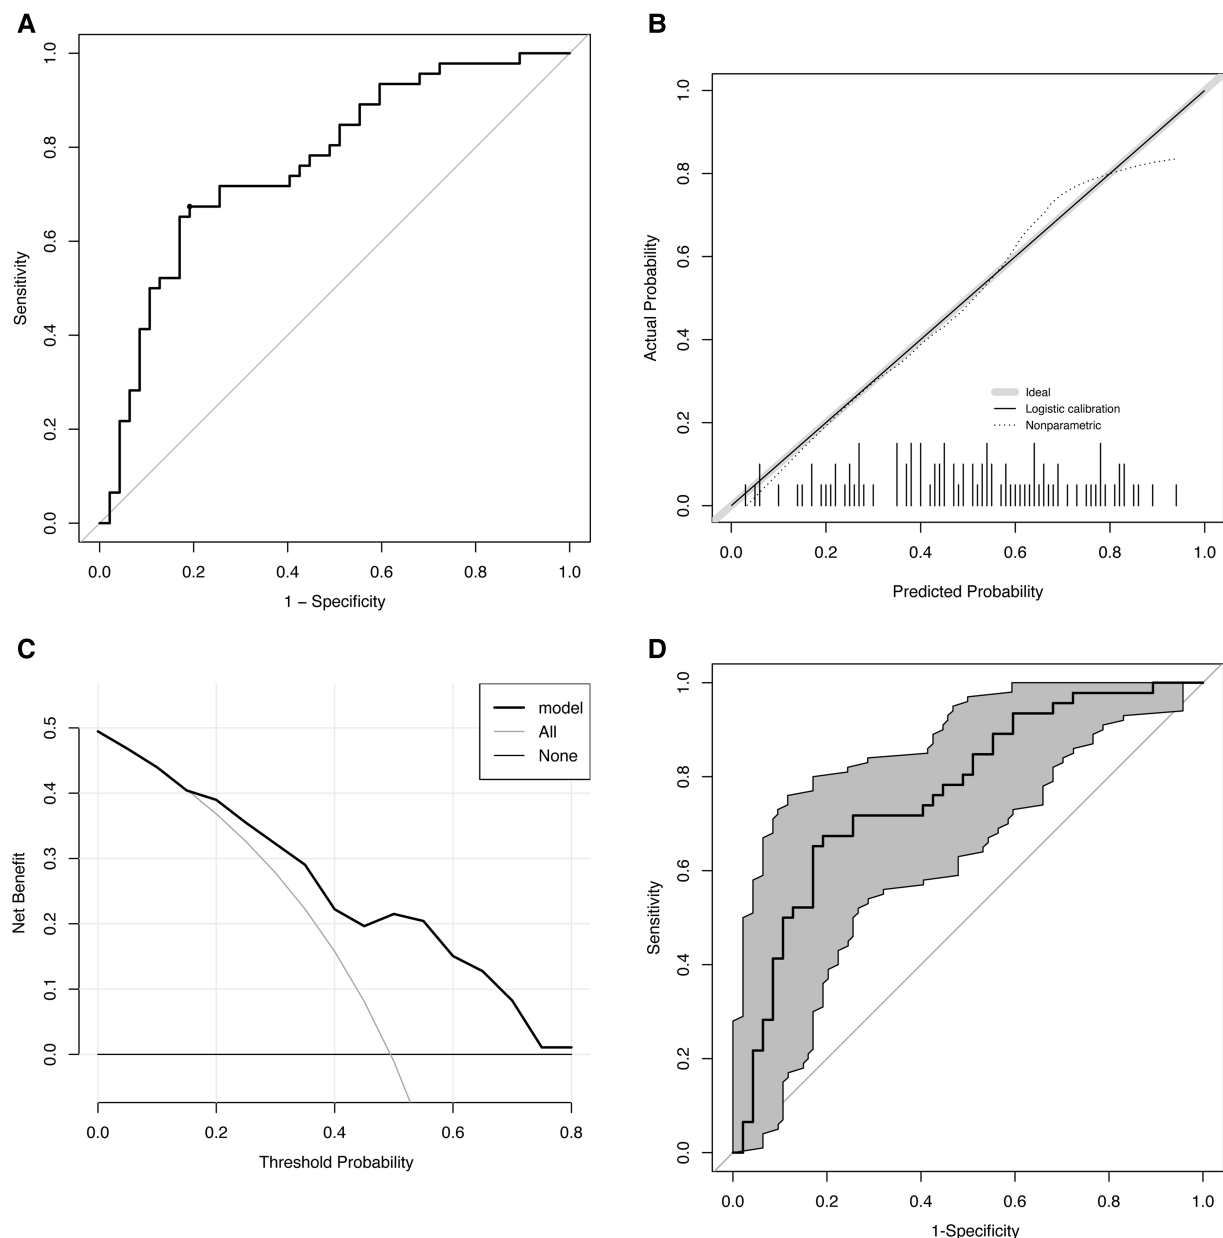 A
Sensitivity
0.0 0.2 0.4 0.6 0.8 1.0
0.0 0.2 0.4 0.6 0.8 1.0
1 − Specificity
B
Actual Probability
0.0 0.2 0.4 0.6 0.8 1.0
Ideal
Logistic calibration
Nonparametric
0.0 0.2 0.4 0.6 0.8 1.0
Predicted Probability
C
Net Benefit
0.0 0.1 0.2 0.3 0.4 0.5
model
All
None
0.0 0.2 0.4 0.6 0.8
Threshold Probability
D
Sensitivity
0.0 0.2 0.4 0.6 0.8 1.0
0.0 0.2 0.4 0.6 0.8 1.0
1-Specificity